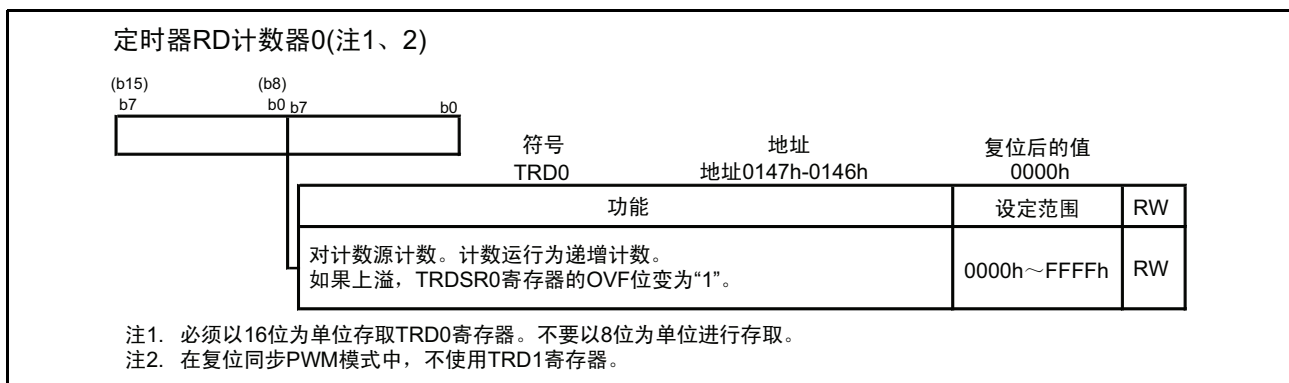 定时器RD计数器0(注1、2)
(b15) (b8)
b7 b0 b7 b0
符号 地址 复位后的值
TRD0 地址0147h-0146h 0000h
功能 设定范围 RW
对计数源计数。计数运行为递增计数。
如果上溢，TRDSR0寄存器的OVF位变为“1”。
0000h～FFFFh RW
注1. 必须以16位为单位存取TRD0寄存器。不要以8位为单位进行存取。
注2. 在复位同步PWM模式中，不使用TRD1寄存器。